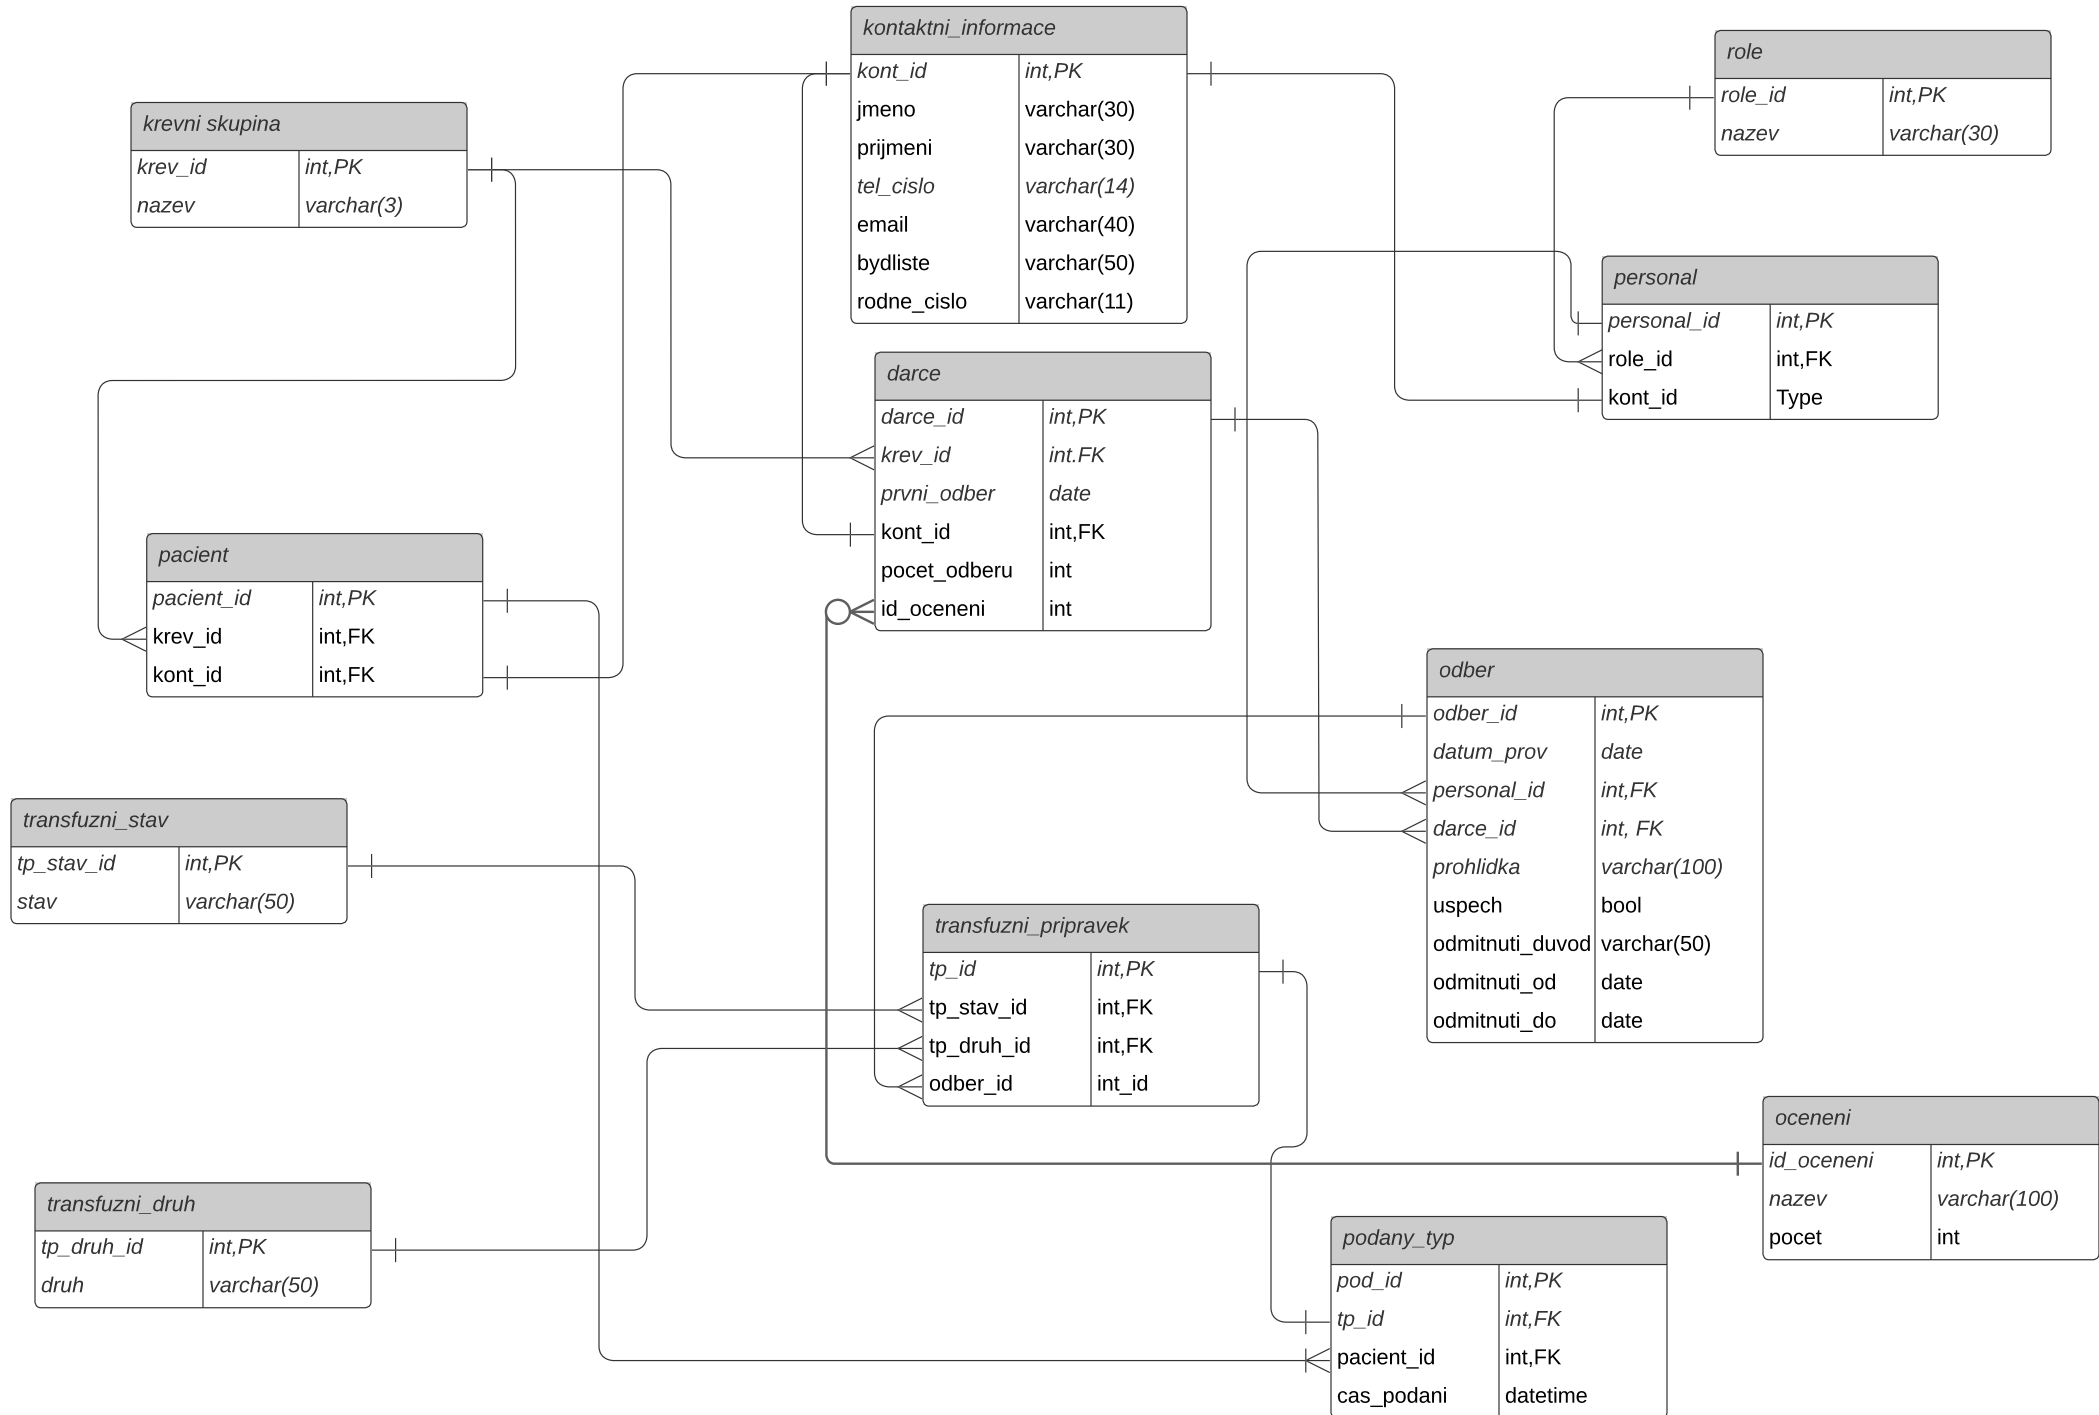 kontaktni_informace
kont_id int,PK
jmeno varchar(30)
prijmeni varchar(30)
tel_cislo varchar(14)
email varchar(40)
bydliste varchar(50)
rodne_cislo varchar(11)
role
role_id int,PK
nazev varchar(30)
krevni skupina
krev_id int,PK
nazev varchar(3)
personal
personal_id int,PK
role_id int,FK
kont_id Type
darce
darce_id int,PK
krev_id int.FK
prvni_odber date
kont_id int,FK
pocet_odberu int
id_oceneni int
pacient
pacient_id int,PK
krev_id int,FK
kont_id int,FK
odber
odber_id int,PK
datum_prov date
personal_id int,FK
darce_id int, FK
prohlidka varchar(100)
uspech bool
odmitnuti_duvod varchar(50)
odmitnuti_od date
odmitnuti_do date
transfuzni_stav
tp_stav_id int,PK
stav varchar(50)
transfuzni_pripravek
tp_id int,PK
tp_stav_id int,FK
tp_druh_id int,FK
odber_id int_id
oceneni
id_oceneni int,PK
nazev varchar(100)
pocet int
transfuzni_druh
tp_druh_id int,PK
druh varchar(50)
podany_typ
pod_id int,PK
tp_id int,FK
pacient_id int,FK
cas_podani datetime